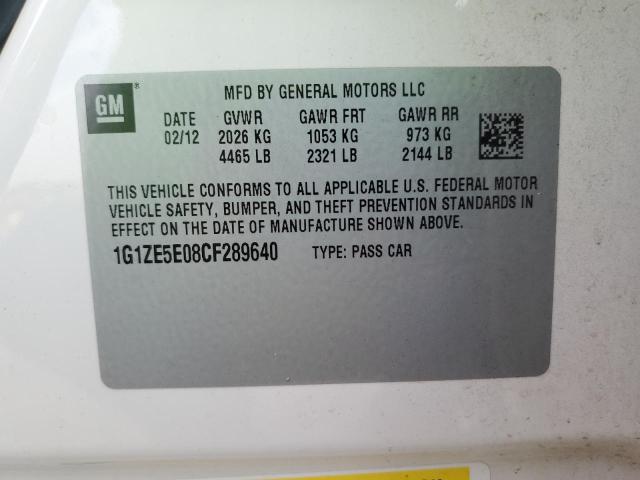 GM ®
MFD BY GENERAL MOTORS LLC
DATE GVWR GAWR FRT GAWR RR
02/12 2026 KG 1053 KG 973 KG
4465 LB 2321 LB 2144 LB
THIS VEHICLE CONFORMS TO ALL APPLICABLE U.S. FEDERAL MOTOR
VEHICLE SAFETY, BUMPER, AND THEFT PREVENTION STANDARDS IN
EFFECT ON THE DATE OF MANUFACTURE SHOWN ABOVE.
1G1ZE5E08CF289640 TYPE: PASS CAR